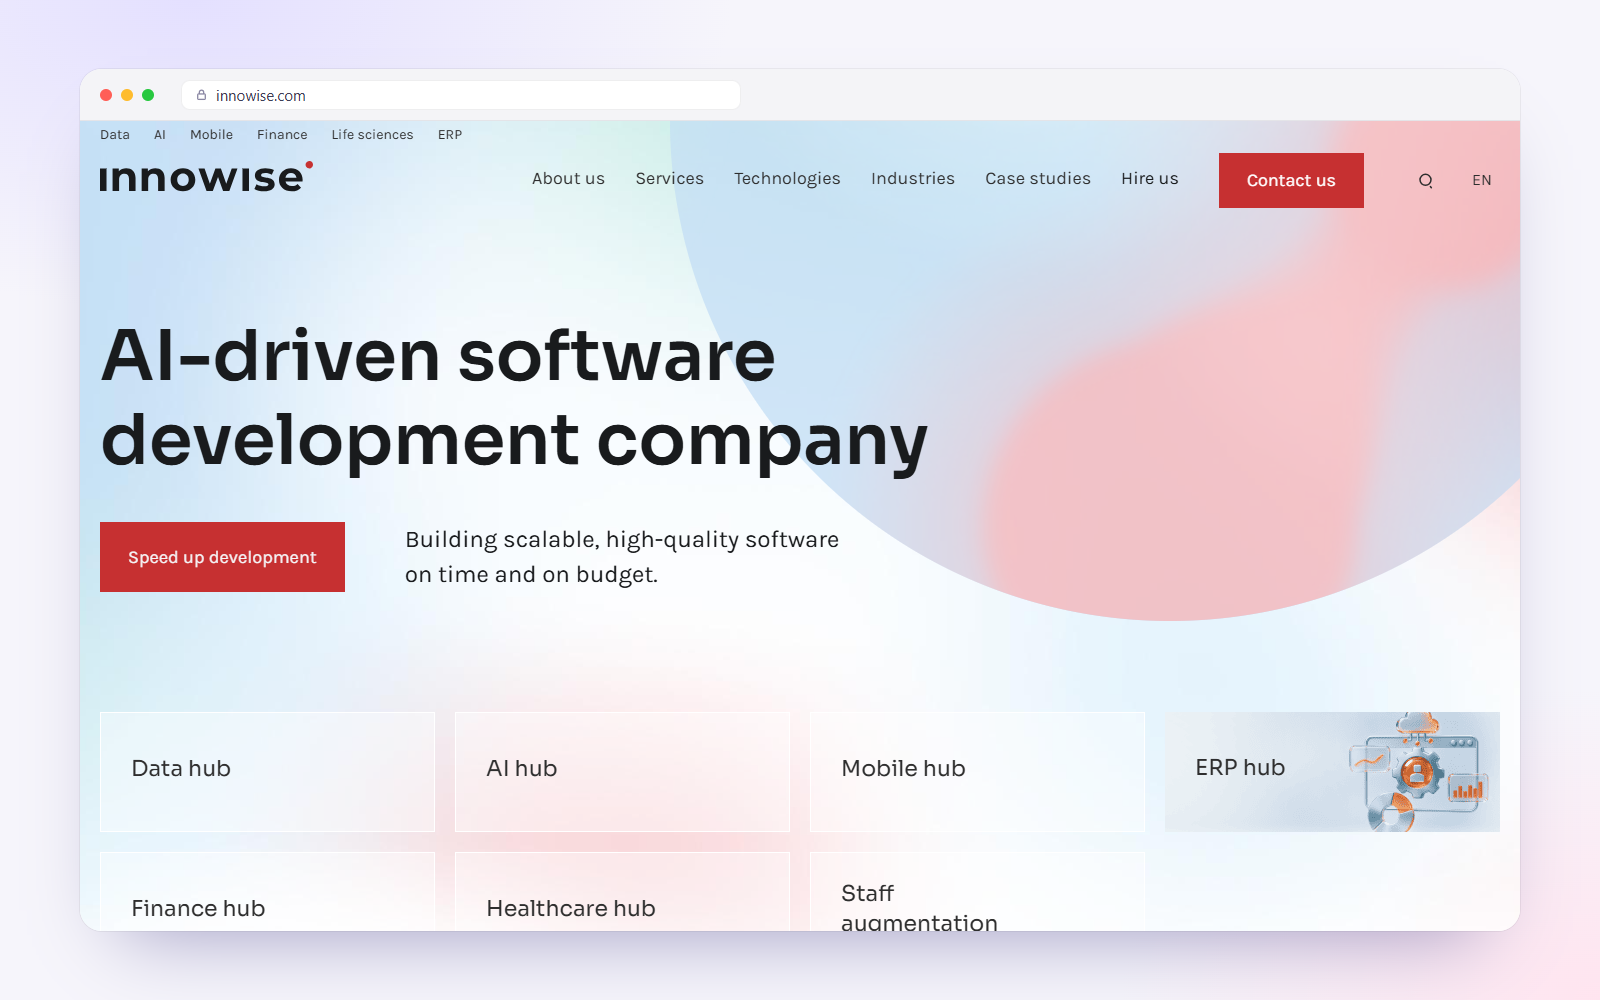 innowise.com
Data AI Mobile Finance Life sciences ERP
innowise
About us Services Technologies Industries Case studies Hire us Contact us EN
AI-driven software
development company
Speed up development
Building scalable, high-quality software
on time and on budget.
Data hub
AI hub
Mobile hub
ERP hub
Finance hub
Healthcare hub
Staff
augmentation